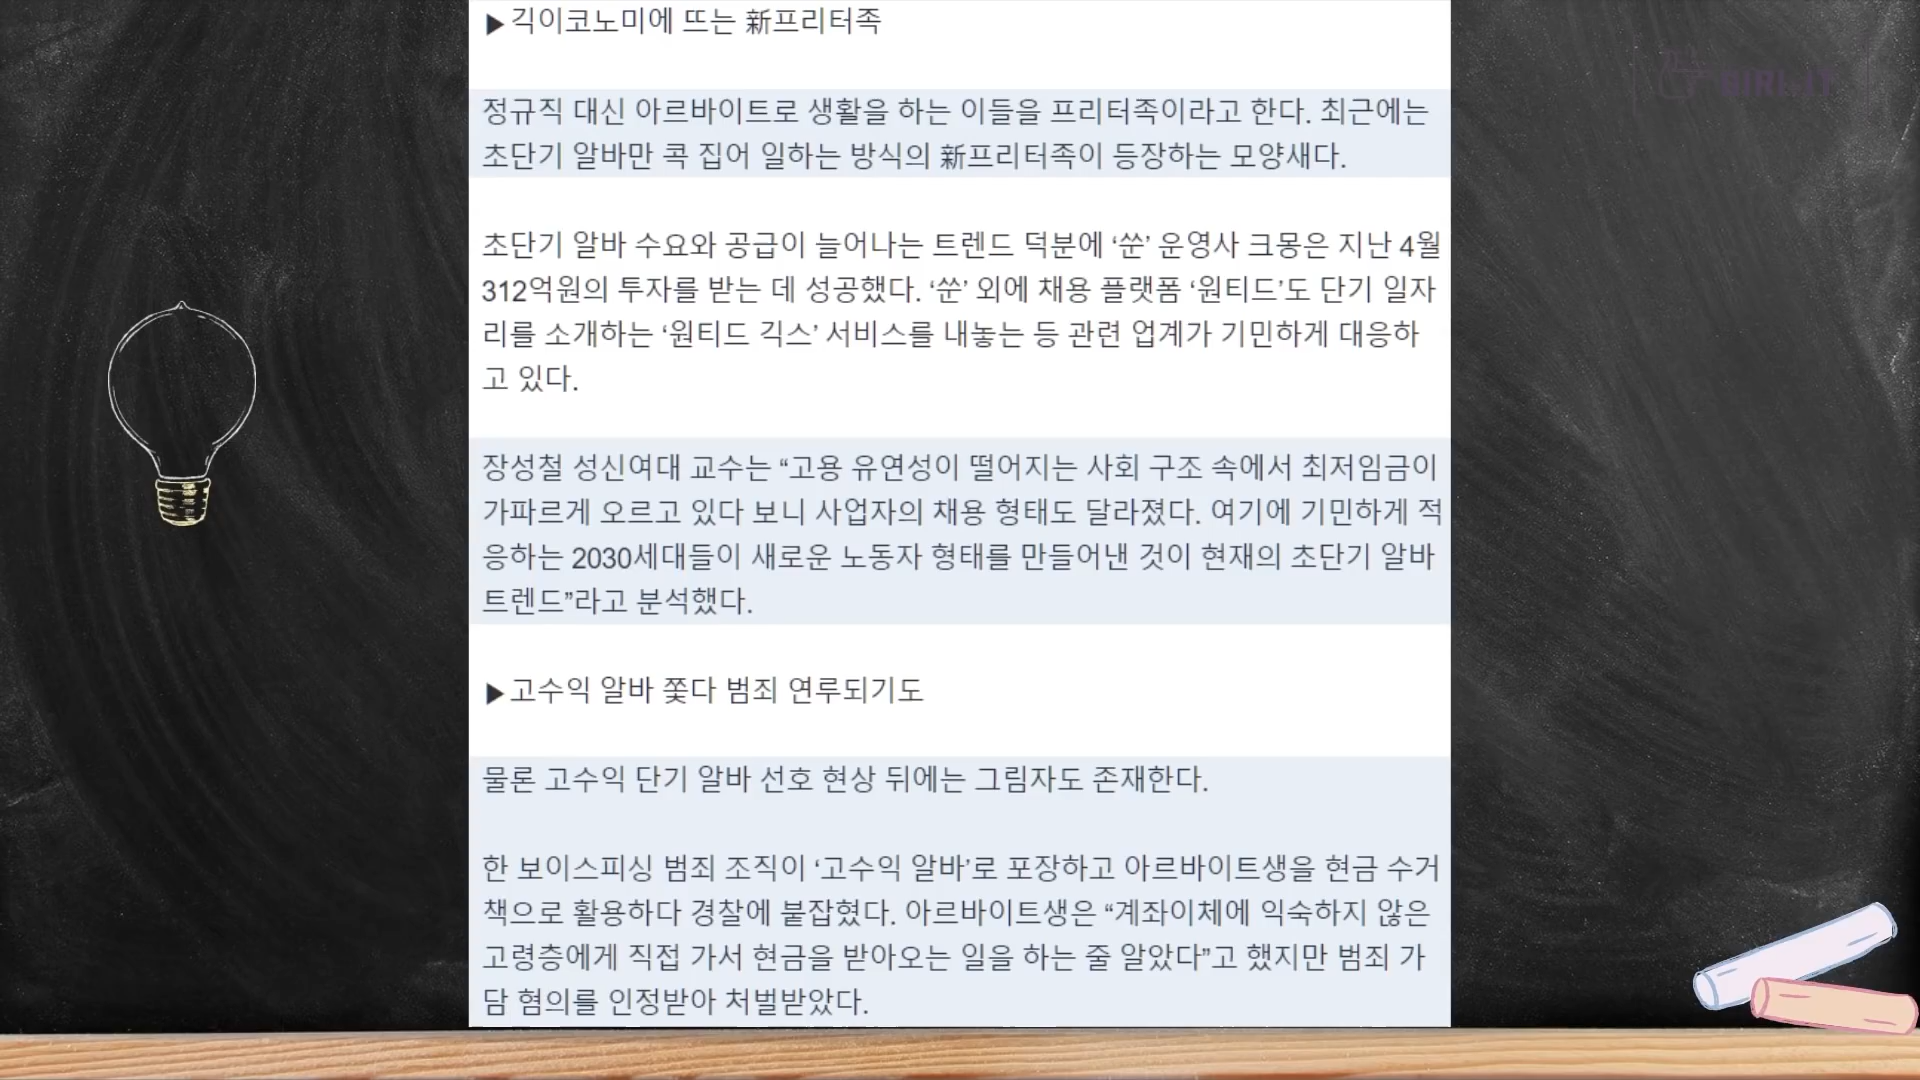 ▶긱이코노미에 뜨는 新프리터족
정규직 대신 아르바이트로 생활을 하는 이들을 프리터족이라고 한다. 최근에는
초단기 알바만 콕 집어 일하는 방식의 新프리터족이 등장하는 모양새다.
초단기 알바 수요와 공급이 늘어나는 트렌드 덕분에 ‘쑨’ 운영사 크몽은 지난 4월
312억원의 투자를 받는 데 성공했다. ‘쑨’ 외에 채용 플랫폼 ‘원티드’도 단기 일자
리를 소개하는 ‘원티드 긱스’ 서비스를 내놓는 등 관련 업계가 기민하게 대응하
고 있다.
장성철 성신여대 교수는 “고용 유연성이 떨어지는 사회 구조 속에서 최저임금이
가파르게 오르고 있다 보니 사업자의 채용 형태도 달라졌다. 여기에 기민하게 적
응하는 2030세대들이 새로운 노동자 형태를 만들어낸 것이 현재의 초단기 알바
트렌드”라고 분석했다.
▶고수익 알바 쫓다 범죄 연루되기도
물론 고수익 단기 알바 선호 현상 뒤에는 그림자도 존재한다.
한 보이스피싱 범죄 조직이 ‘고수익 알바’로 포장하고 아르바이트생을 현금 수거
책으로 활용하다 경찰에 붙잡혔다. 아르바이트생은 “계좌이체에 익숙하지 않은
고령층에게 직접 가서 현금을 받아오는 일을 하는 줄 알았다”고 했지만 범죄 가
담 혐의를 인정받아 처벌받았다.